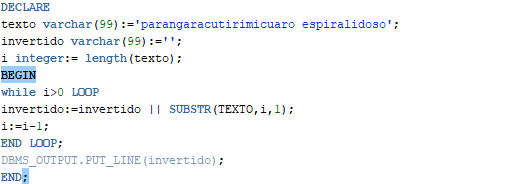 DECLARE
texto varchar(99):='parangaracutirimicuaro espiralidoso';
invertido varchar(99):='';
i integer:= length(texto);
BEGIN
while i>0 LOOP
invertido:=invertido || SUBSTR(TEXTO,i,1);
i:=i-1;
END LOOP;
DBMS_OUTPUT.PUT_LINE(invertido);
END;